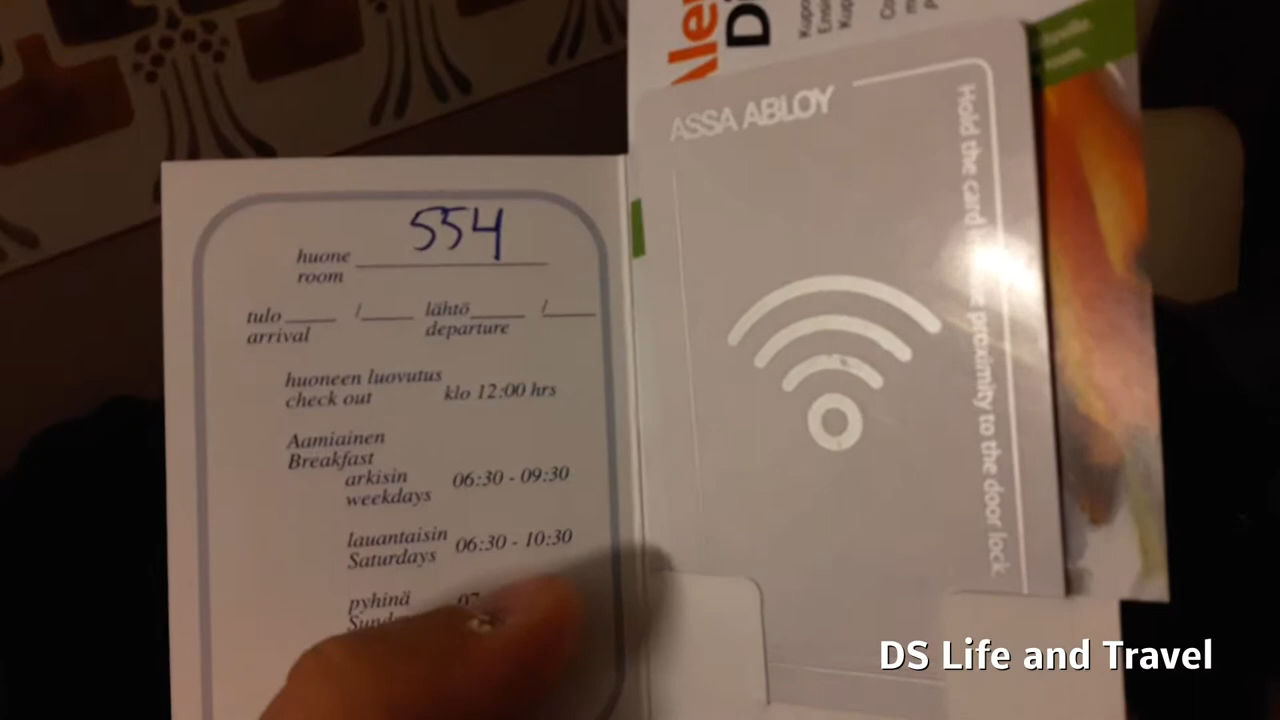 554
huone
room
tulo / lähtö /
arrival departure
huoneen luovutus
check out klo 12:00 hrs
Aamiainen
Breakfast
arkisin
weekdays 06:30 - 09:30
lauantaisin
Saturdays 06:30 - 10:30
pyhinä 07
ASSA ABLOY
Hold the card proximity to the door lock.
DS Life and Travel